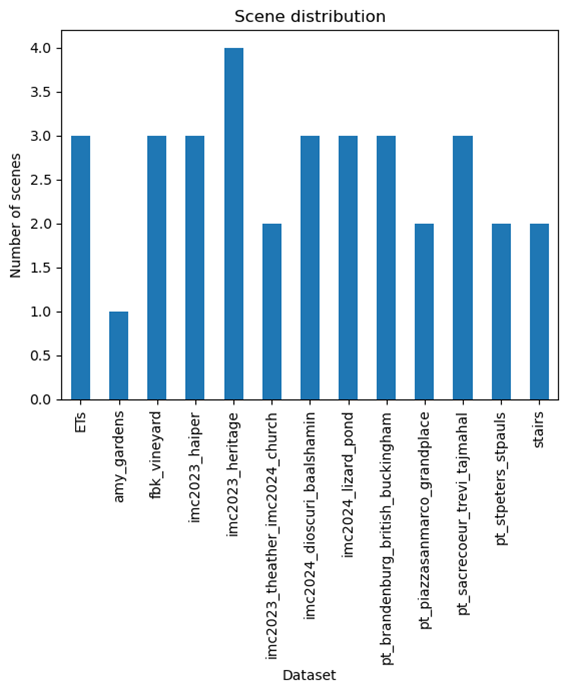 Scene distribution
Number of scenes
4.0
3.5
3.0
2.5
2.0
1.5
1.0
0.5
0.0
ETs
amy_gardens
fbk_vineyard
imc2023_haiper
imc2023_heritage
imc2023_theather_imc2024_church
imc2024_dioscuri_baalshamin
imc2024_lizard_pond
pt_brandenburg_british_buckingham
pt_piazzasanmarco_grandplace
pt_sacrecoeur_trevi_tajmahal
pt_stpeters_stpauls
stairs
Dataset